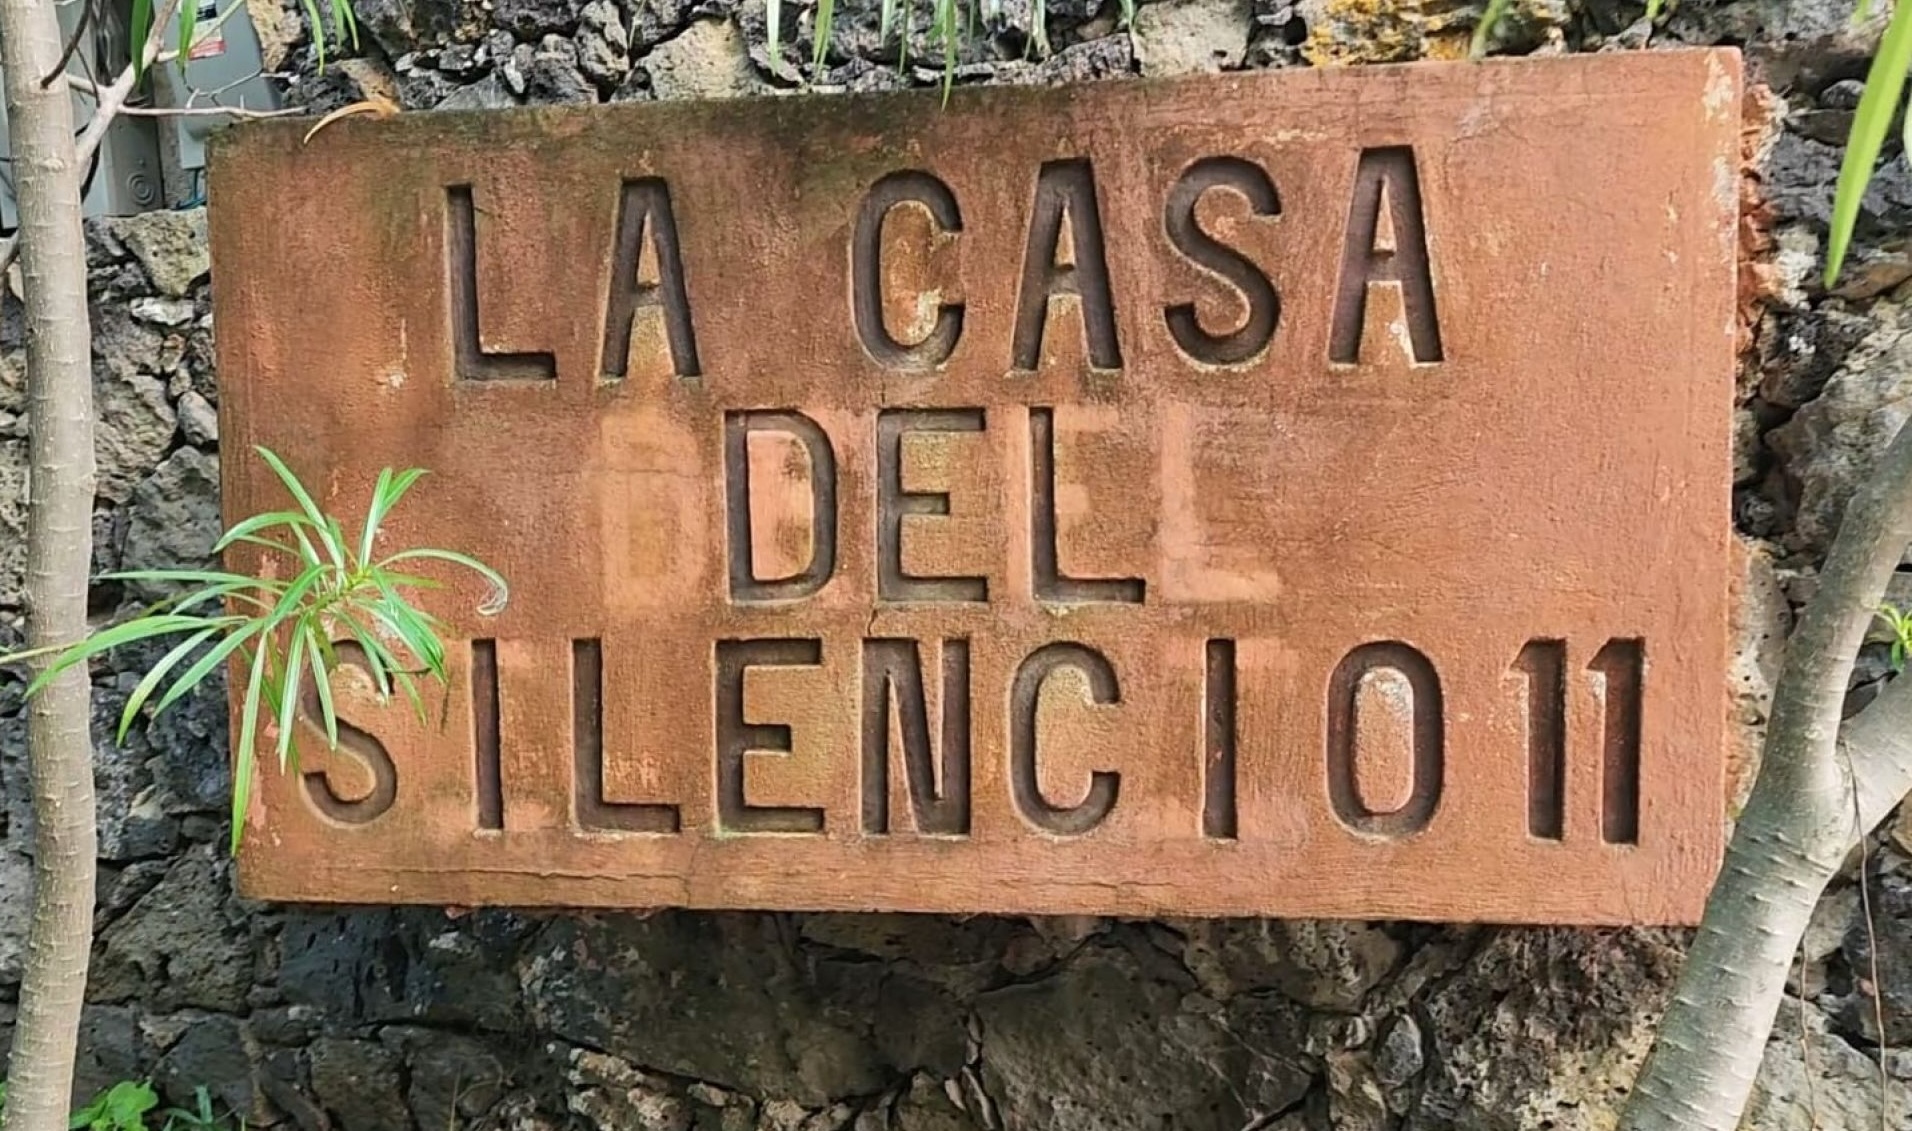 LA CASA
DEL
SILENCIO 11